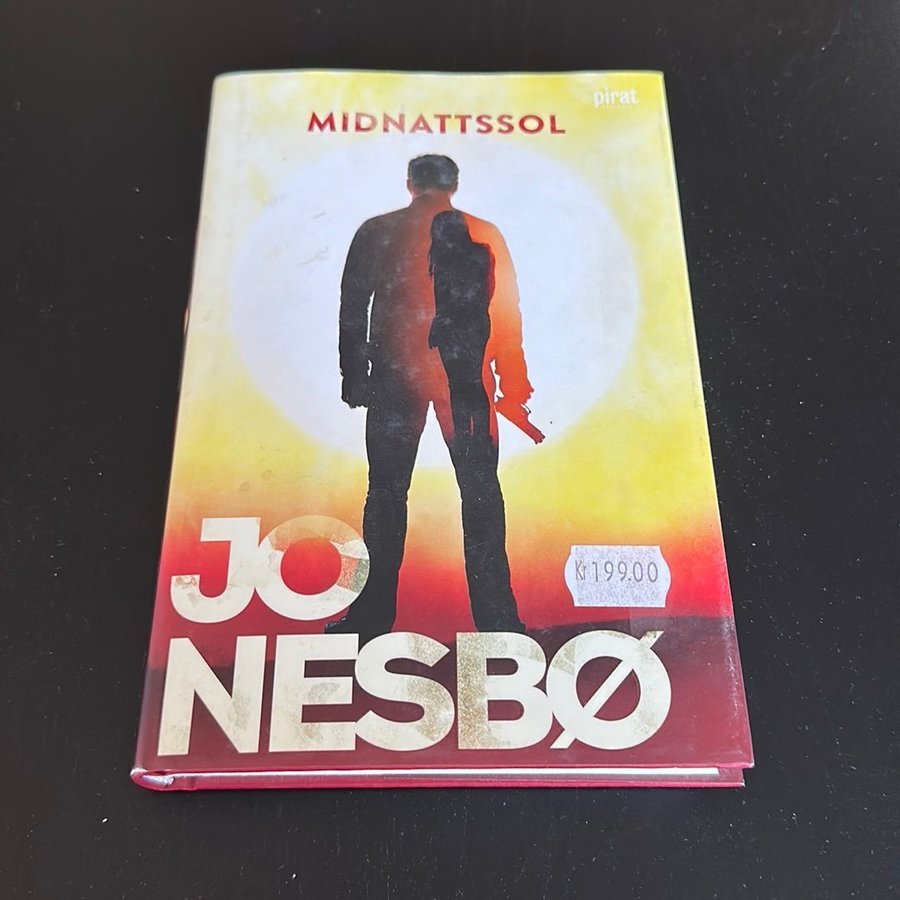 pirat
MIDNATTSSOL
Kr 199.00
JO
NESBØ